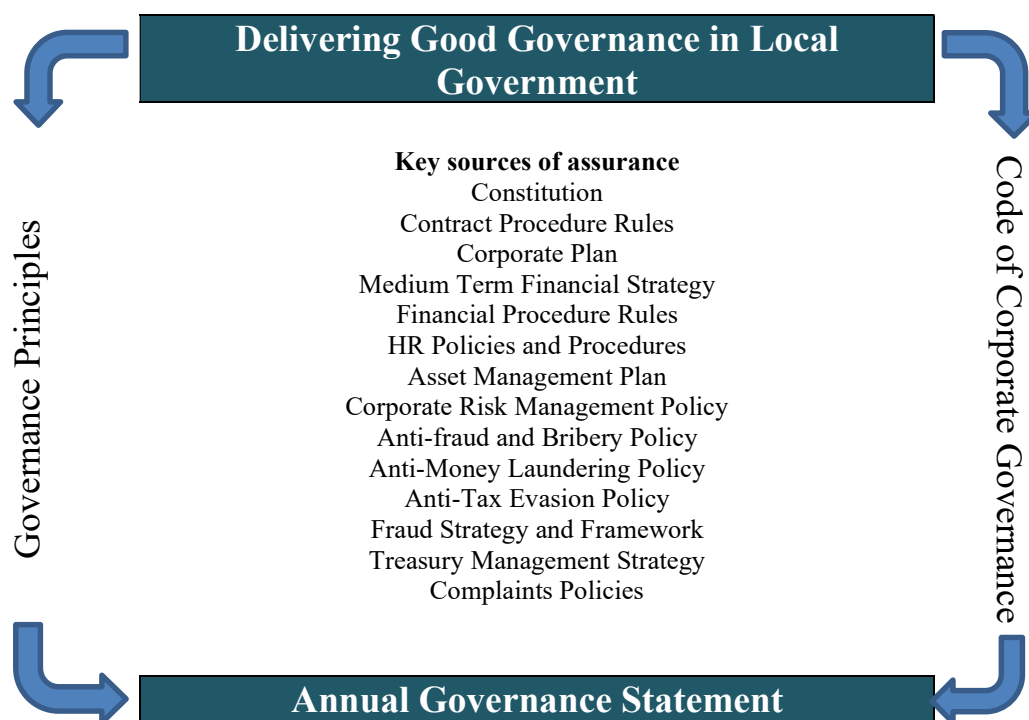 Delivering Good Governance in Local
Government
Governance Principles
Key sources of assurance
Constitution
Contract Procedure Rules
Corporate Plan
Medium Term Financial Strategy
Financial Procedure Rules
HR Policies and Procedures
Asset Management Plan
Corporate Risk Management Policy
Anti-fraud and Bribery Policy
Anti-Money Laundering Policy
Anti-Tax Evasion Policy
Fraud Strategy and Framework
Treasury Management Strategy
Complaints Policies
Code of Corporate Governance
Annual Governance Statement